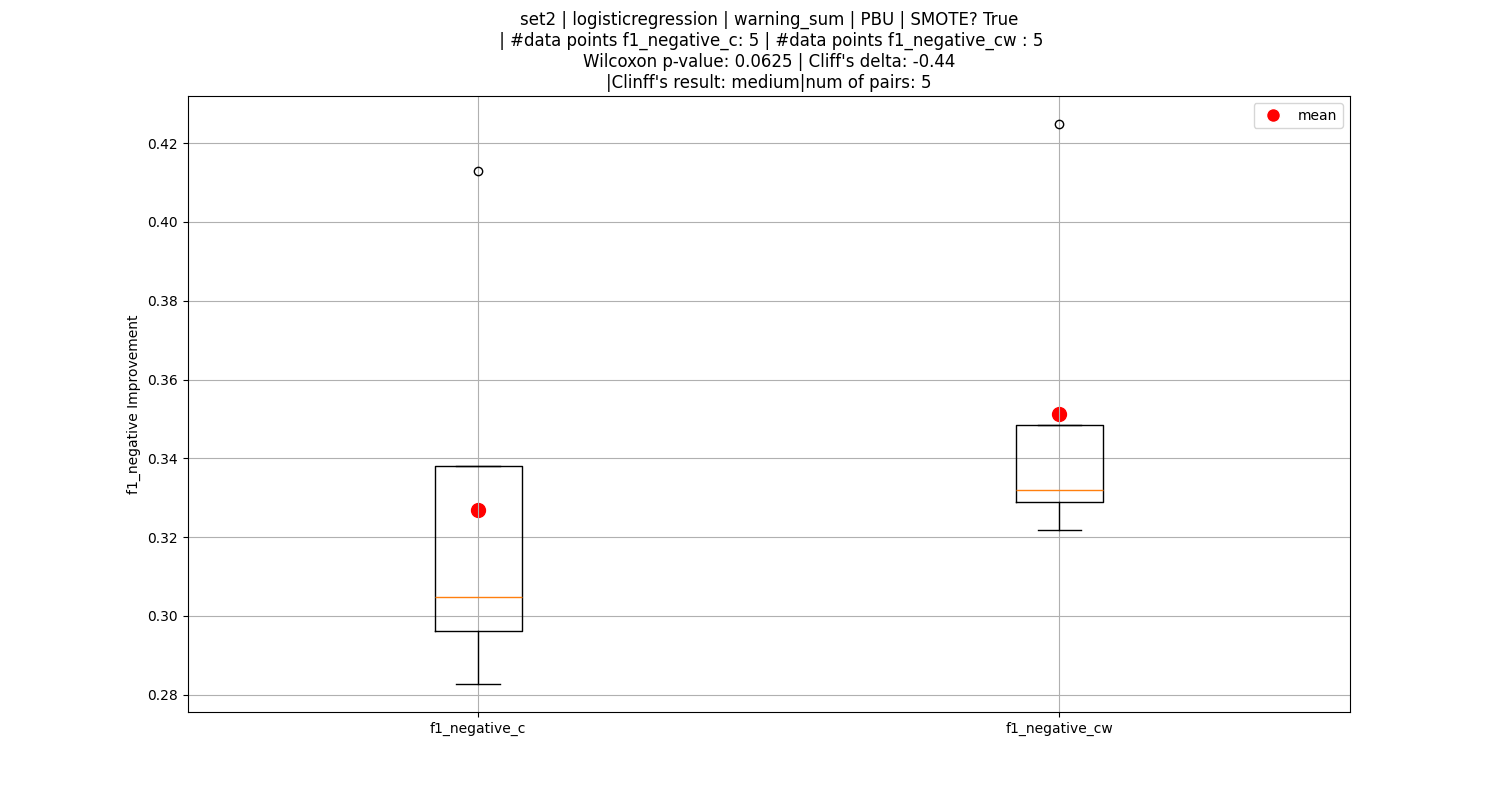 set2 | logisticregression | warning_sum | PBU | SMOTE? True
| #data points f1_negative_c: 5 | #data points f1_negative_cw : 5
Wilcoxon p-value: 0.0625 | Cliff's delta: -0.44
|Clinff's result: medium|num of pairs: 5
mean
0.42
0.40
0.38
0.36
0.34
0.32
0.30
0.28
f1_negative Improvement
f1_negative_c
f1_negative_cw